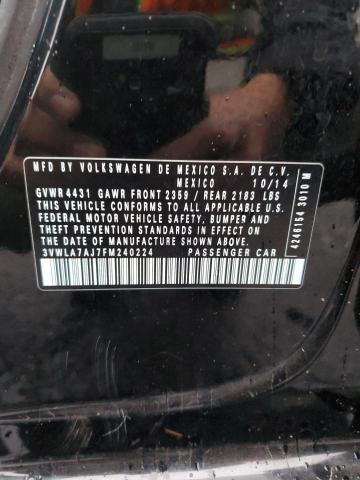 MFD BY VOLKSWAGEN DE MEXICO S.A. DE C.V.
MEXICO 10/14
GVWR 4431 GAWR FRONT 2359 / REAR 2183 LBS
THIS VEHICLE CONFORMS TO ALL APPLICABLE U.S.
FEDERAL MOTOR VEHICLE SAFETY, BUMPER AND
THEFT PREVENTION STANDARDS IN EFFECT ON
THE DATE OF MANUFACTURE SHOWN ABOVE
3VWLA7AJ7FM240224 PASSENGER CAR
4246154 3010 M